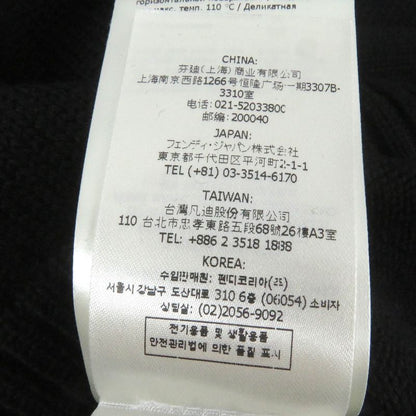 горизонтальной
макс. темп. 110 °C / Деликатная
CHINA:
芬迪(上海)商业有限公司
上海南京西路1266号恒隆广场一期3307B-
3310室
电话: 021-52033800
邮编: 200040
JAPAN:
フェンディ・ジャパン株式会社
東京都千代田区平河町2-1-1
TEL (+81) 03-3514-6170
TAIWAN:
台灣凡迪股份有限公司
110 台北市忠孝東路五段68號26樓A3室
TEL: +886 2 3518 1888
KOREA:
수입판매원: 펜디코리아(주)
서울시 강남구 도산대로 310 6층 (06054) 소비자
상담실: (02)2056-9092
전기용품 및 생활용품
안전관리법에 의한 품질 표시